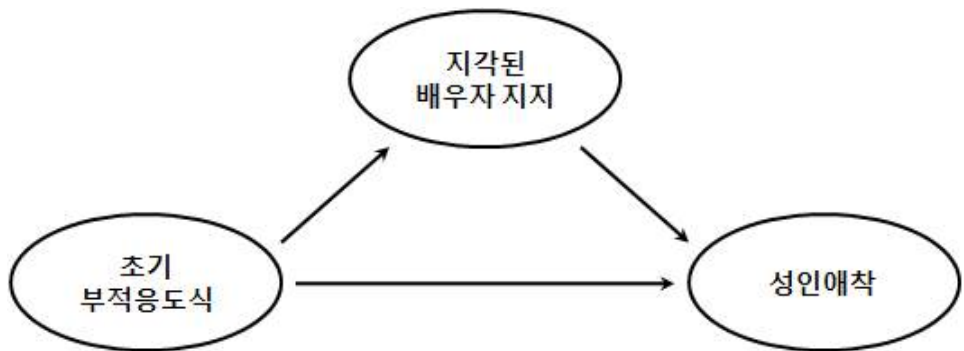 지각된
배우자 지지
초기
부적응도식
성인애착